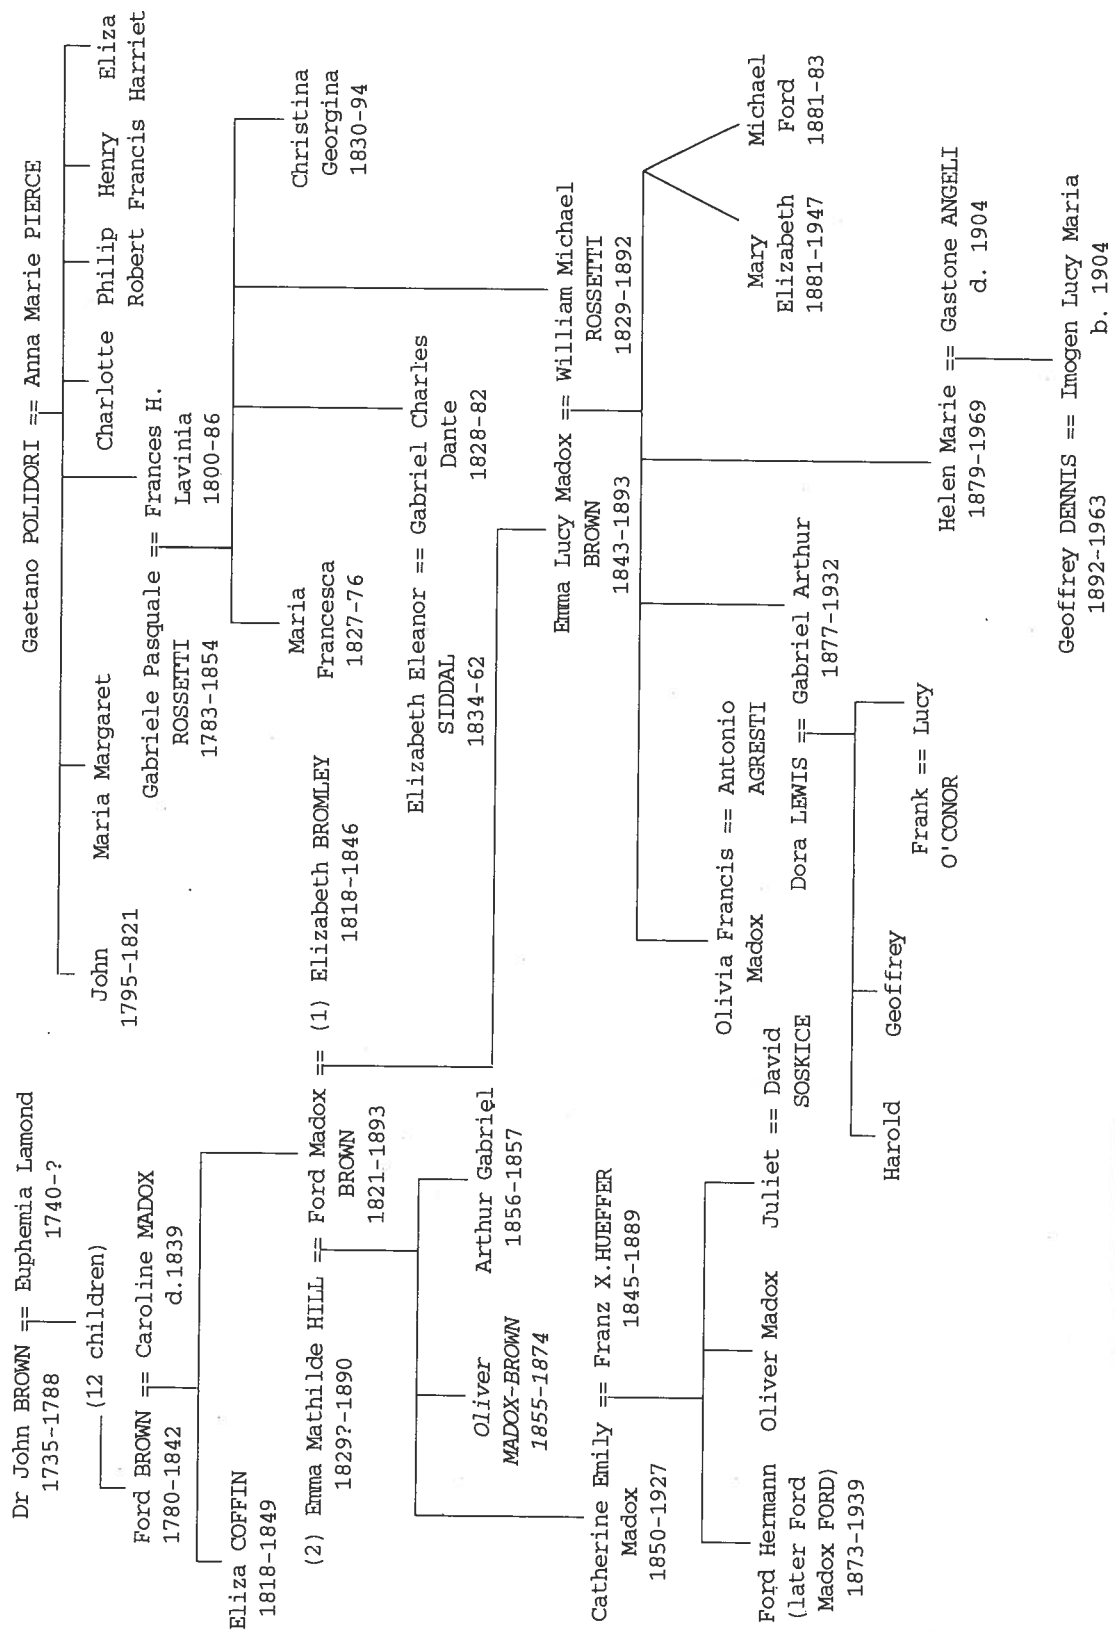 Dr John BROWN == Euphemia Lamond
1735-1788
1740-?
(12 children)
Ford BROWN == Caroline MADOX
1780-1842
d.1839
Eliza COFFIN
1818-1849
(2) Emma Mathilde HILL == Ford Madox == (1) Elizabeth BROMLEY
1829?-1890
BROWN
1818-1846
1821-1893
Oliver
MADOX-BROWN
1855-1874
Arthur Gabriel
1856-1857
Catherine Emily == Franz X.HUEFFER
Madox
1845-1889
1850-1927
Ford Hermann
(later Ford
Madox FORD)
1873-1939
Oliver Madox
Juliet == David
SOSKICE
Gaetano POLIDORI == Anna Marie PIERCE
John
1795-1821
Maria Margaret
Charlotte
Philip
Robert
Henry
Francis
Eliza
Harriet
Gabriele Pasquale == Frances H.
ROSSETTI
Lavinia
1783-1854
1800-86
Maria
Francesca
1827-76
Christina
Georgina
1830-94
Elizabeth Eleanor == Gabriel Charles
SIDDAL
Dante
1834-62
1828-82
Emma Lucy Madox == William Michael
BROWN
ROSSETTI
1843-1893
1829-1892
Olivia Francis == Antonio
Madox
AGRESTI
Dora LEWIS == Gabriel Arthur
1877-1932
Mary
Elizabeth
1881-1947
Michael
Ford
1881-83
Harold
Geoffrey
Frank == Lucy
O'CONOR
Helen Marie == Gastone ANGELI
1879-1969
d. 1904
Geoffrey DENNIS == Imogen Lucy Maria
1892-1963
b. 1904